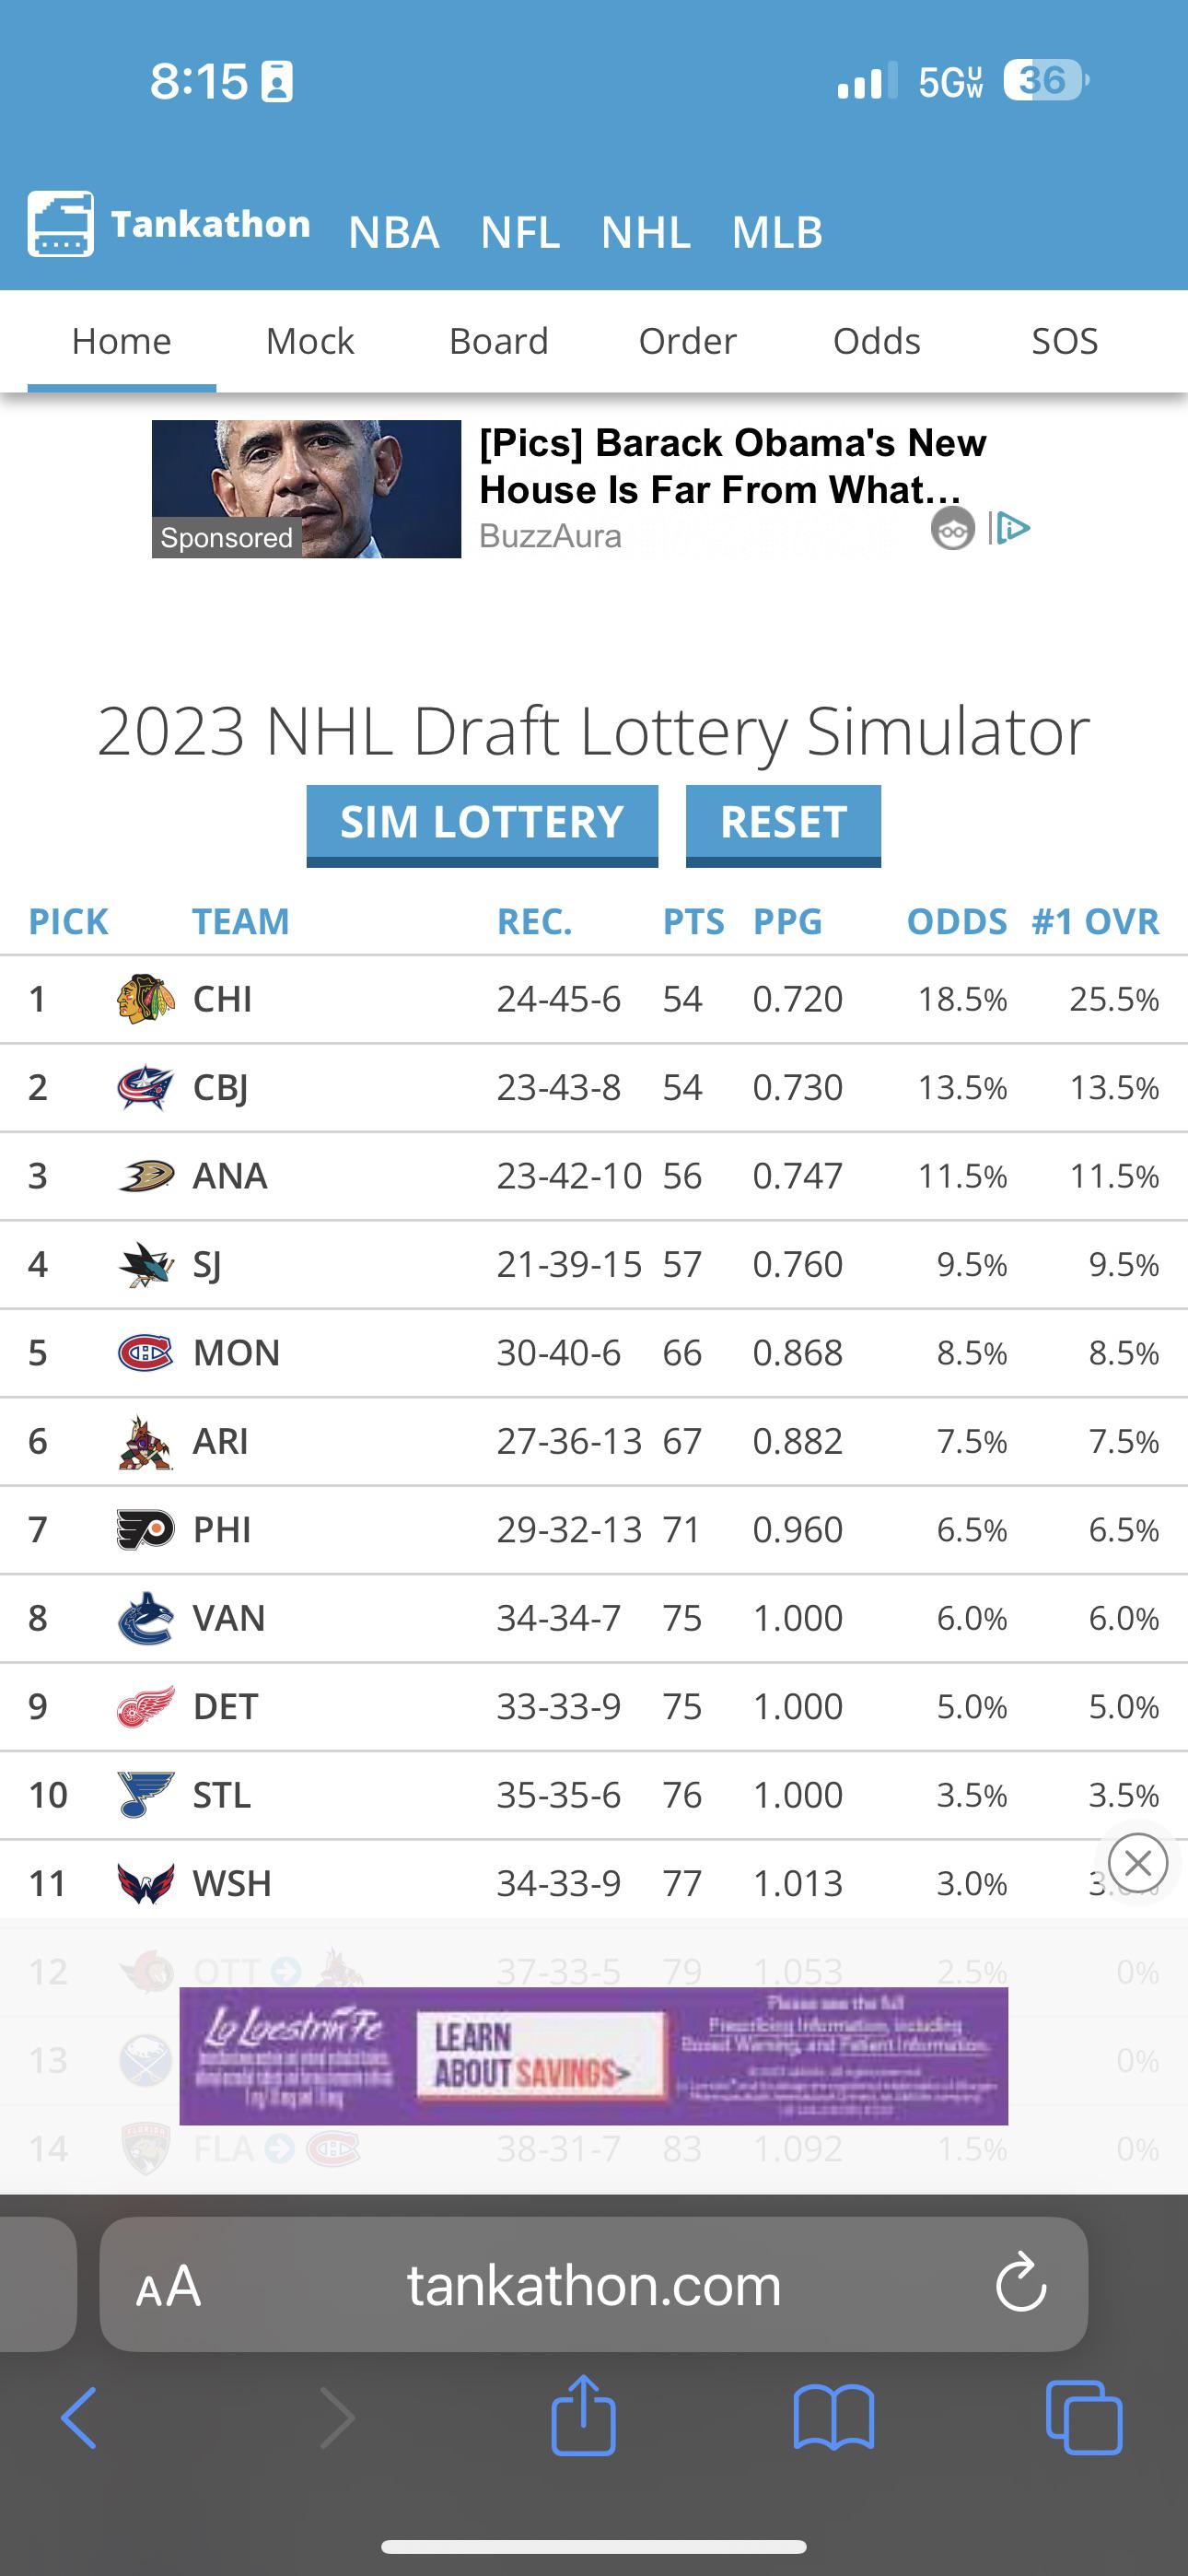 8:15
5G UW 36
Tankathon NBA NFL NHL MLB
Home Mock Board Order Odds SOS
[Pics] Barack Obama's New
House Is Far From What...
Sponsored
BuzzAura
2023 NHL Draft Lottery Simulator
SIM LOTTERY RESET
PICK TEAM REC. PTS PPG ODDS #1 OVR
1 CHI 24-45-6 54 0.720 18.5% 25.5%
2 CBJ 23-43-8 54 0.730 13.5% 13.5%
3 ANA 23-42-10 56 0.747 11.5% 11.5%
4 SJ 21-39-15 57 0.760 9.5% 9.5%
5 MON 30-40-6 66 0.868 8.5% 8.5%
6 ARI 27-36-13 67 0.882 7.5% 7.5%
7 PHI 29-32-13 71 0.960 6.5% 6.5%
8 VAN 34-34-7 75 1.000 6.0% 6.0%
9 DET 33-33-9 75 1.000 5.0% 5.0%
10 STL 35-35-6 76 1.000 3.5% 3.5%
11 WSH 34-33-9 77 1.013 3.0%
12 OTT 37-33-5 79 1.053 2.5% 0%
13 0%
Lo Loestrin Fe
LEARN
ABOUT SAVINGS>
Please see the full
Prescribing Information, including
Boxed Warning, and Patient Information.
14 FLA 38-31-7 83 1.092 1.5% 0%
AA tankathon.com